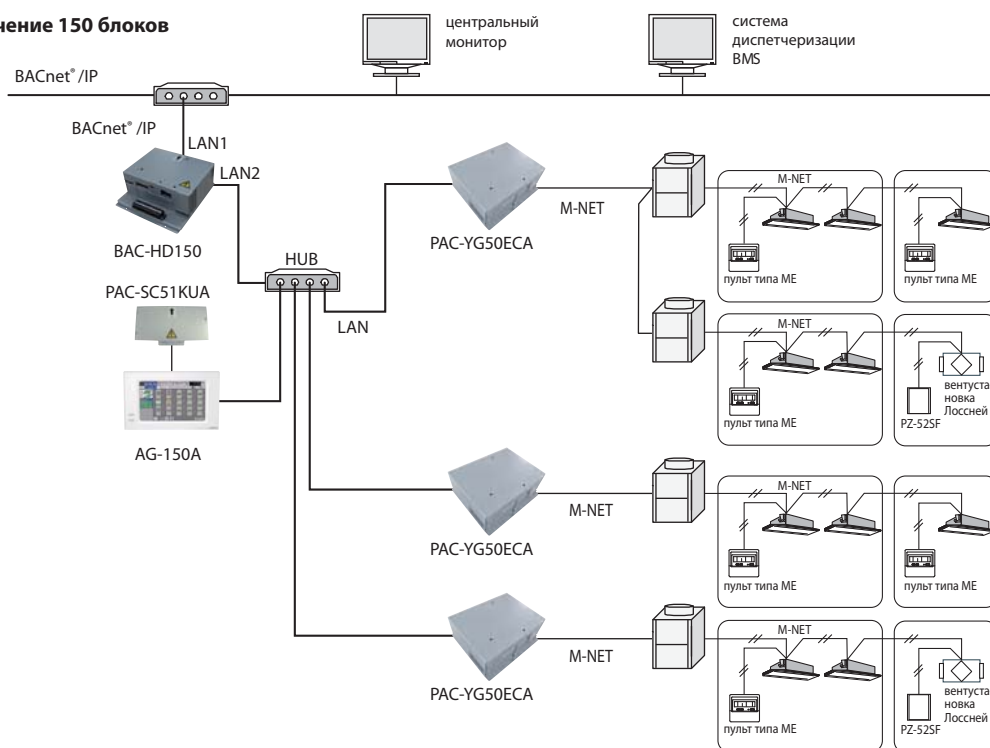 чение 150 блоков
центральный
монитор
система
диспетчеризации
BMS
BACnet® /IP
BACnet® /IP
LAN1
LAN2
BAC-HD150
PAC-SC51KUA
AG-150A
HUB
LAN
PAC-YG50ECA
M-NET
M-NET
пульт типа ME
пульт типа ME
M-NET
пульт типа ME
вентуста
новка
Лоссней
PZ-52SF
PAC-YG50ECA
M-NET
M-NET
пульт типа ME
пульт типа ME
PAC-YG50ECA
M-NET
M-NET
пульт типа ME
вентуста
новка
Лоссней
PZ-52SF